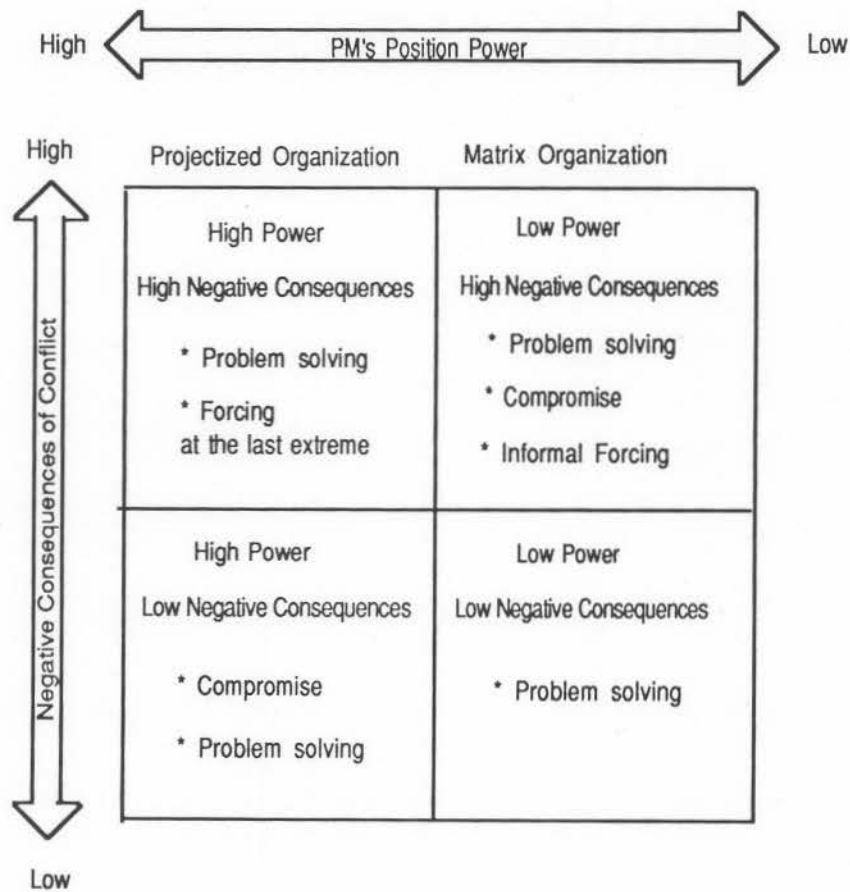 High PM's Position Power Low
High
Projectized Organization Matrix Organization
High Power
High Negative Consequences
* Problem solving
* Forcing
at the last extreme
Low Power
High Negative Consequences
* Problem solving
* Compromise
* Informal Forcing
Negative Consequences of Conflict
High Power
Low Negative Consequences
* Compromise
* Problem solving
Low Power
Low Negative Consequences
* Problem solving
Low